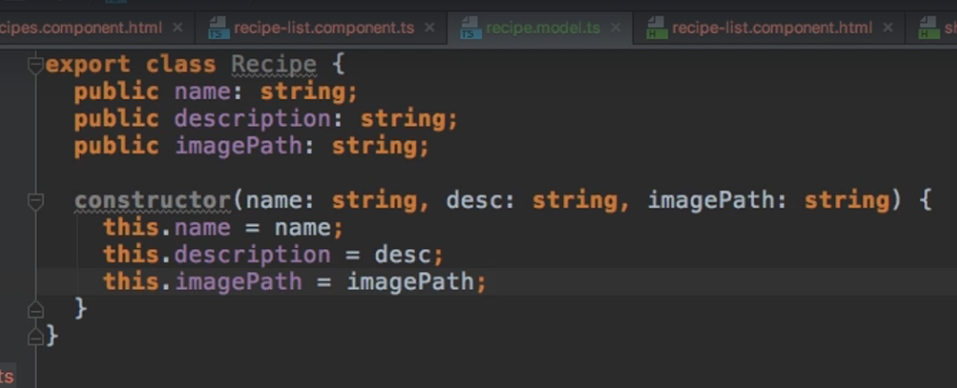 cipes.component.html × recipe-list.component.ts × recipe.model.ts × recipe-list.component.html × sh
export class Recipe {
public name: string;
public description: string;
public imagePath: string;
constructor(name: string, desc: string, imagePath: string) {
this.name = name;
this.description = desc;
this.imagePath = imagePath;
}
}
ts